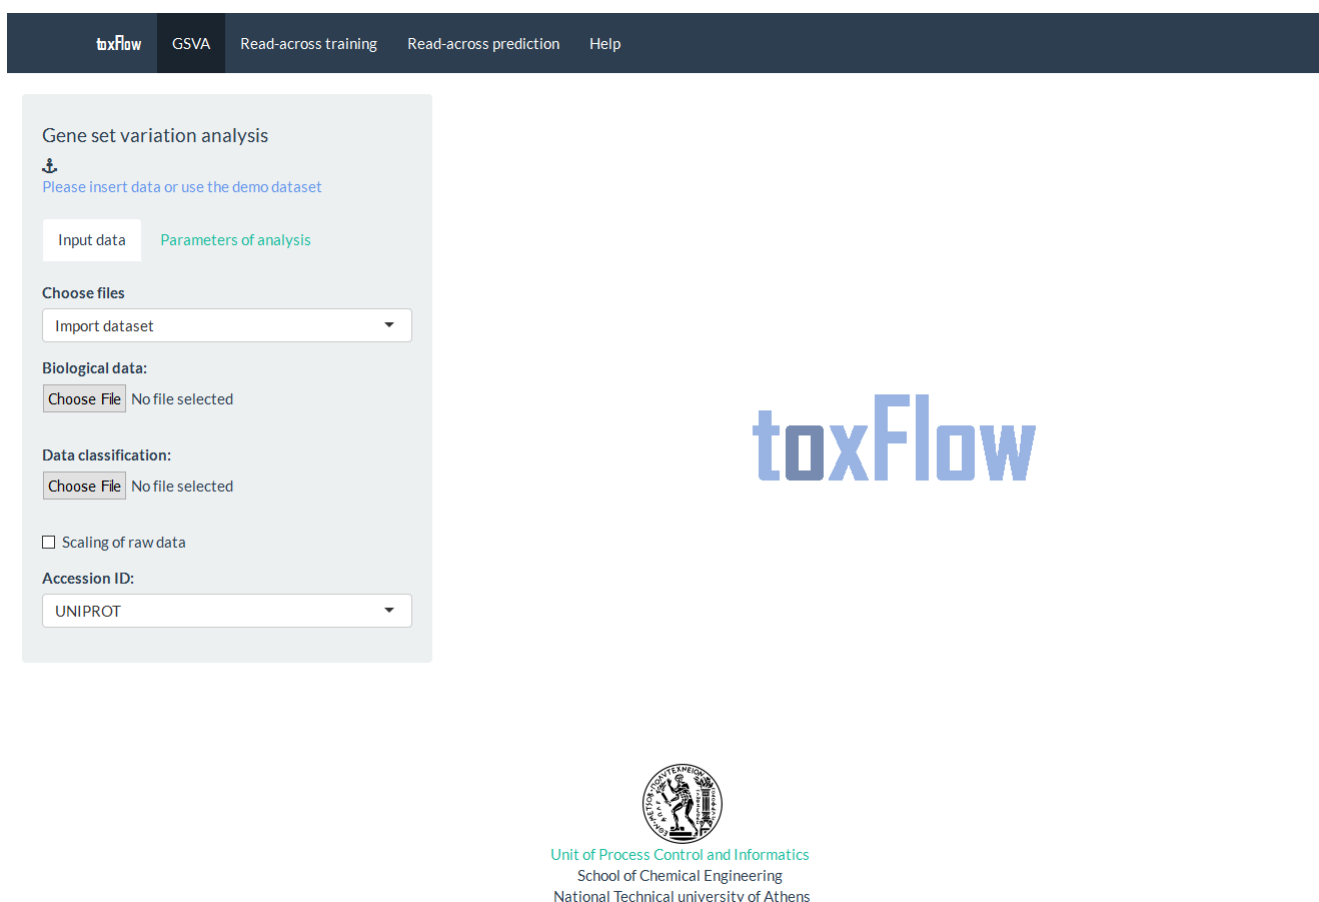 toxFlow GSVA Read-across training Read-across prediction Help
Gene set variation analysis
Please insert data or use the demo dataset
Input data Parameters of analysis
Choose files
Import dataset
Biological data:
Choose File No file selected
Data classification:
Choose File No file selected
Scaling of raw data
Accession ID:
UNIPROT
toxFlow
Unit of Process Control and Informatics
School of Chemical Engineering
National Technical university of Athens